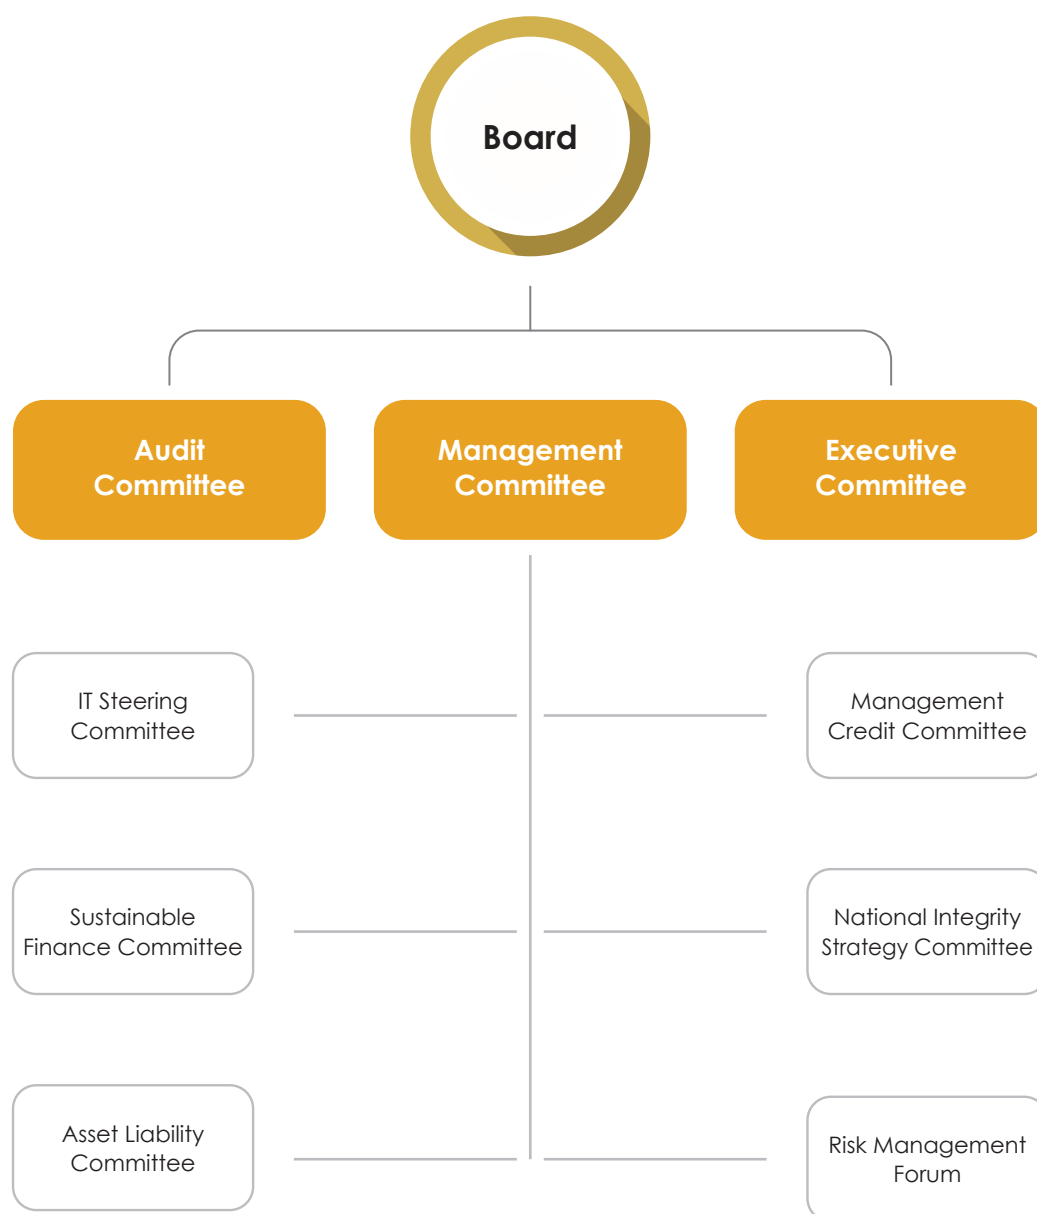 Board
Audit
Committee
Management
Committee
Executive
Committee
IT Steering
Committee
Management
Credit Committee
Sustainable
Finance Committee
National Integrity
Strategy Committee
Asset Liability
Committee
Risk Management
Forum